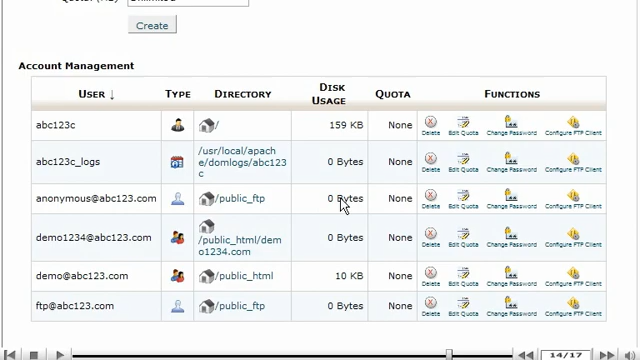 Create
Account Management
USER ↓ TYPE DIRECTORY DISK USAGE QUOTA FUNCTIONS
abc123c / 159 KB None Delete Edit Quota Change Password Configure FTP Client
abc123c_logs /usr/local/apach
e/domlogs/abc123
c 0 Bytes None Delete Edit Quota Change Password Configure FTP Client
anonymous@abc123.com /public_ftp 0 Bytes None Delete Edit Quota Change Password Configure FTP Client
demo1234@abc123.com /public_html/dem
o1234.com 0 Bytes None Delete Edit Quota Change Password Configure FTP Client
demo@abc123.com /public_html 10 KB None Delete Edit Quota Change Password Configure FTP Client
ftp@abc123.com /public_ftp 0 Bytes None Delete Edit Quota Change Password Configure FTP Client
14/17